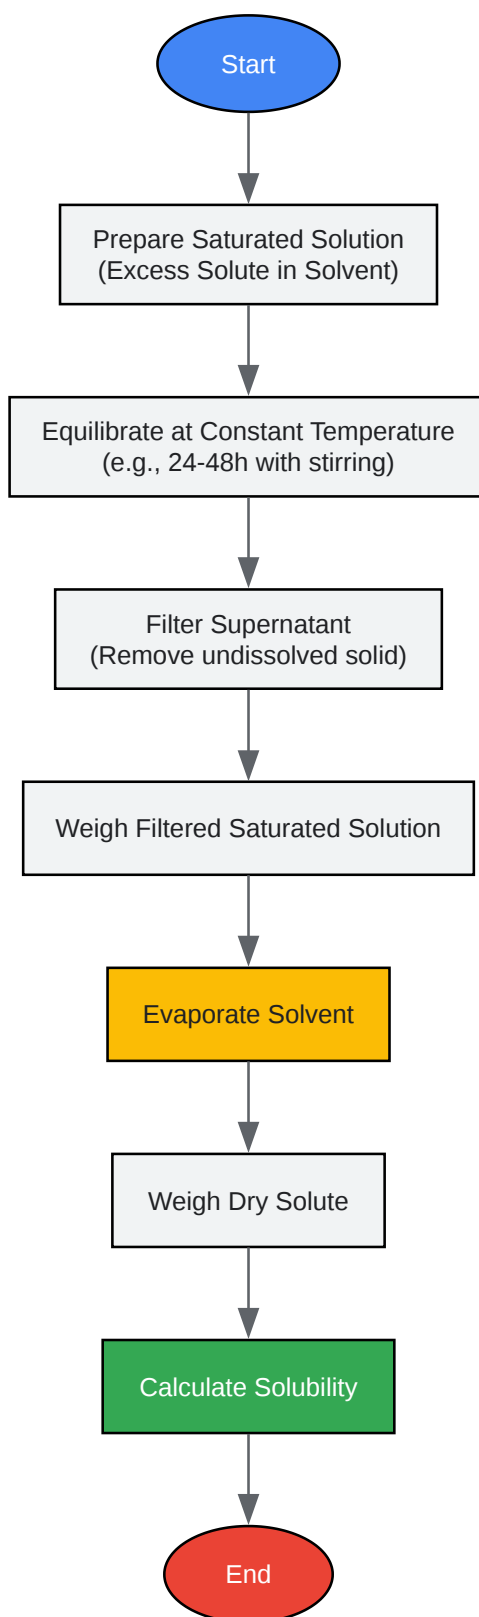 Start
Prepare Saturated Solution
(Excess Solute in Solvent)
Equilibrate at Constant Temperature
(e.g., 24-48h with stirring)
Filter Supernatant
(Remove undissolved solid)
Weigh Filtered Saturated Solution
Evaporate Solvent
Weigh Dry Solute
Calculate Solubility
End